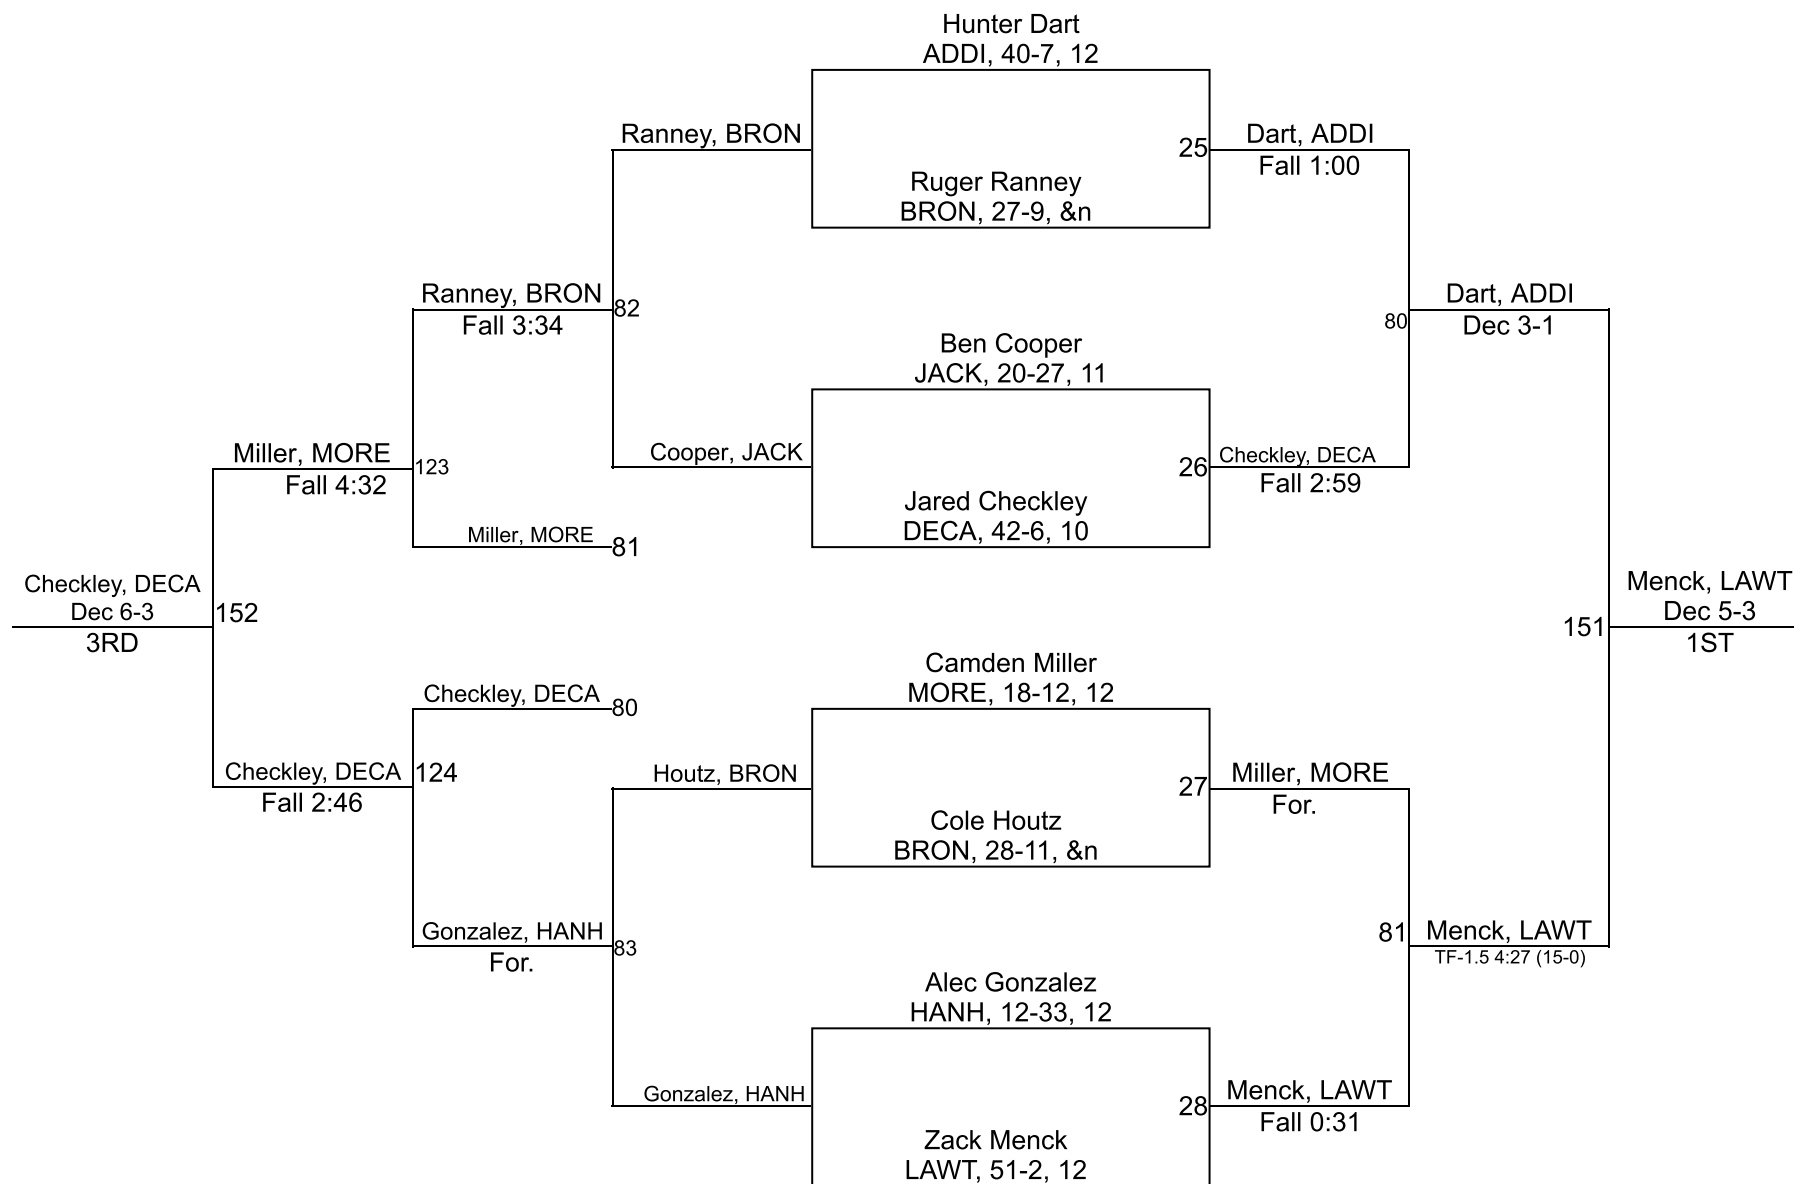 Hunter Dart
ADDI, 40-7, 12
Ranney, BRON
25
Dart, ADDI
Fall 1:00
Ruger Ranney
BRON, 27-9, &n
Ranney, BRON
Fall 3:34
82
80
Dart, ADDI
Dec 3-1
Ben Cooper
JACK, 20-27, 11
Miller, MORE
Fall 4:32
123
Cooper, JACK
26
Checkley, DECA
Fall 2:59
Jared Checkley
DECA, 42-6, 10
Miller, MORE
81
Checkley, DECA
Dec 6-3
3RD
152
151
Menck, LAWT
Dec 5-3
1ST
Camden Miller
MORE, 18-12, 12
Checkley, DECA
80
Checkley, DECA
Fall 2:46
124
Houtz, BRON
27
Miller, MORE
For.
Cole Houtz
BRON, 28-11, &n
Gonzalez, HANH
For.
83
81
Menck, LAWT
TF-1.5 4:27 (15-0)
Alec Gonzalez
HANH, 12-33, 12
Gonzalez, HANH
28
Menck, LAWT
Fall 0:31
Zack Menck
LAWT, 51-2, 12